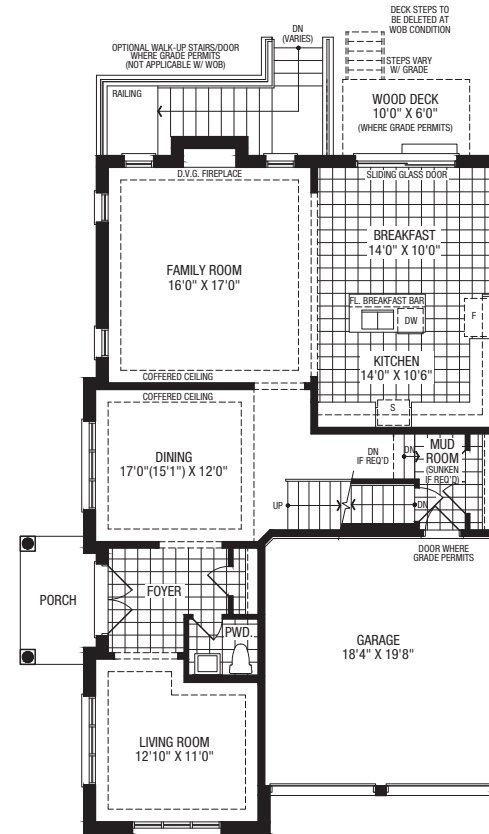 DECK STEPS TO
BE DELETED AT
WOB CONDITION
DN
(VARIES)
OPTIONAL WALK-UP STAIRS/DOOR
WHERE GRADE PERMITS
(NOT APPLICABLE W/ WOB)
STEPS VARY
W/ GRADE
RAILING
WOOD DECK
10'0" X 6'0"
(WHERE GRADE PERMITS)
D.V.G. FIREPLACE
SLIDING GLASS DOOR
BREAKFAST
14'0" X 10'0"
FAMILY ROOM
16'0" X 17'0"
FL. BREAKFAST BAR
DW
F
KITCHEN
14'0" X 10'6"
COFFERED CEILING
COFFERED CEILING
S
DINING
17'0"(15'1") X 12'0"
DN
IF REQ'D
DN
MUD
ROOM
(SUNKEN
IF REQ'D)
UP
DN
DOOR WHERE
GRADE PERMITS
PORCH
FOYER
PWD.
GARAGE
18'4" X 19'8"
LIVING ROOM
12'10" X 11'0"